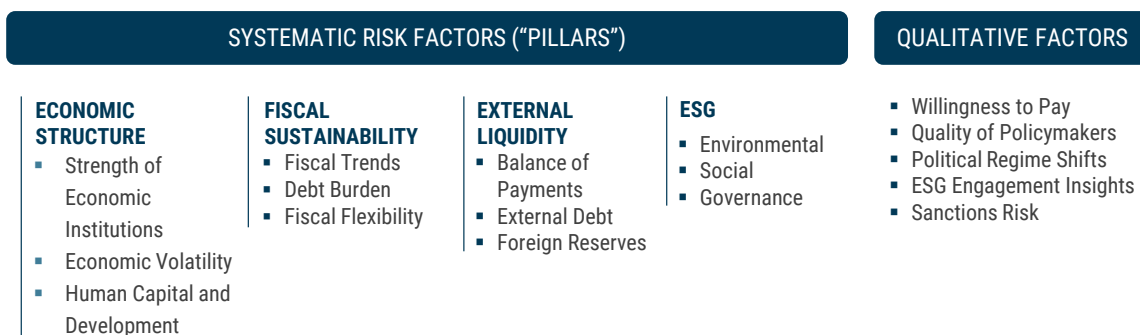 SYSTEMATIC RISK FACTORS (“PILLARS”)
QUALITATIVE FACTORS
ECONOMIC
STRUCTURE
▪ Strength of
Economic
Institutions
▪ Economic Volatility
▪ Human Capital and
Development
FISCAL
SUSTAINABILITY
▪ Fiscal Trends
▪ Debt Burden
▪ Fiscal Flexibility
EXTERNAL
LIQUIDITY
▪ Balance of
Payments
▪ External Debt
▪ Foreign Reserves
ESG
▪ Environmental
▪ Social
▪ Governance
▪ Willingness to Pay
▪ Quality of Policymakers
▪ Political Regime Shifts
▪ ESG Engagement Insights
▪ Sanctions Risk